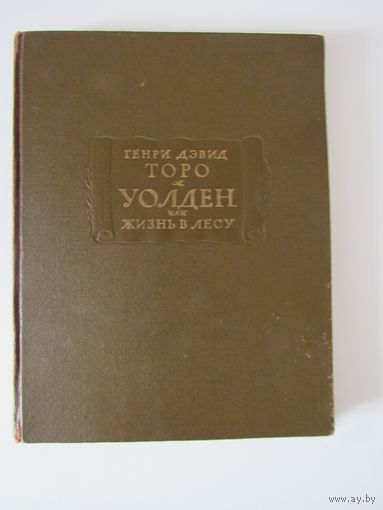 ГЕНРИ ДЭВИД
ТОРО
УОЛДЕН,
ИЛИ
ЖИЗНЬ В ЛЕСУ
www.ay.by